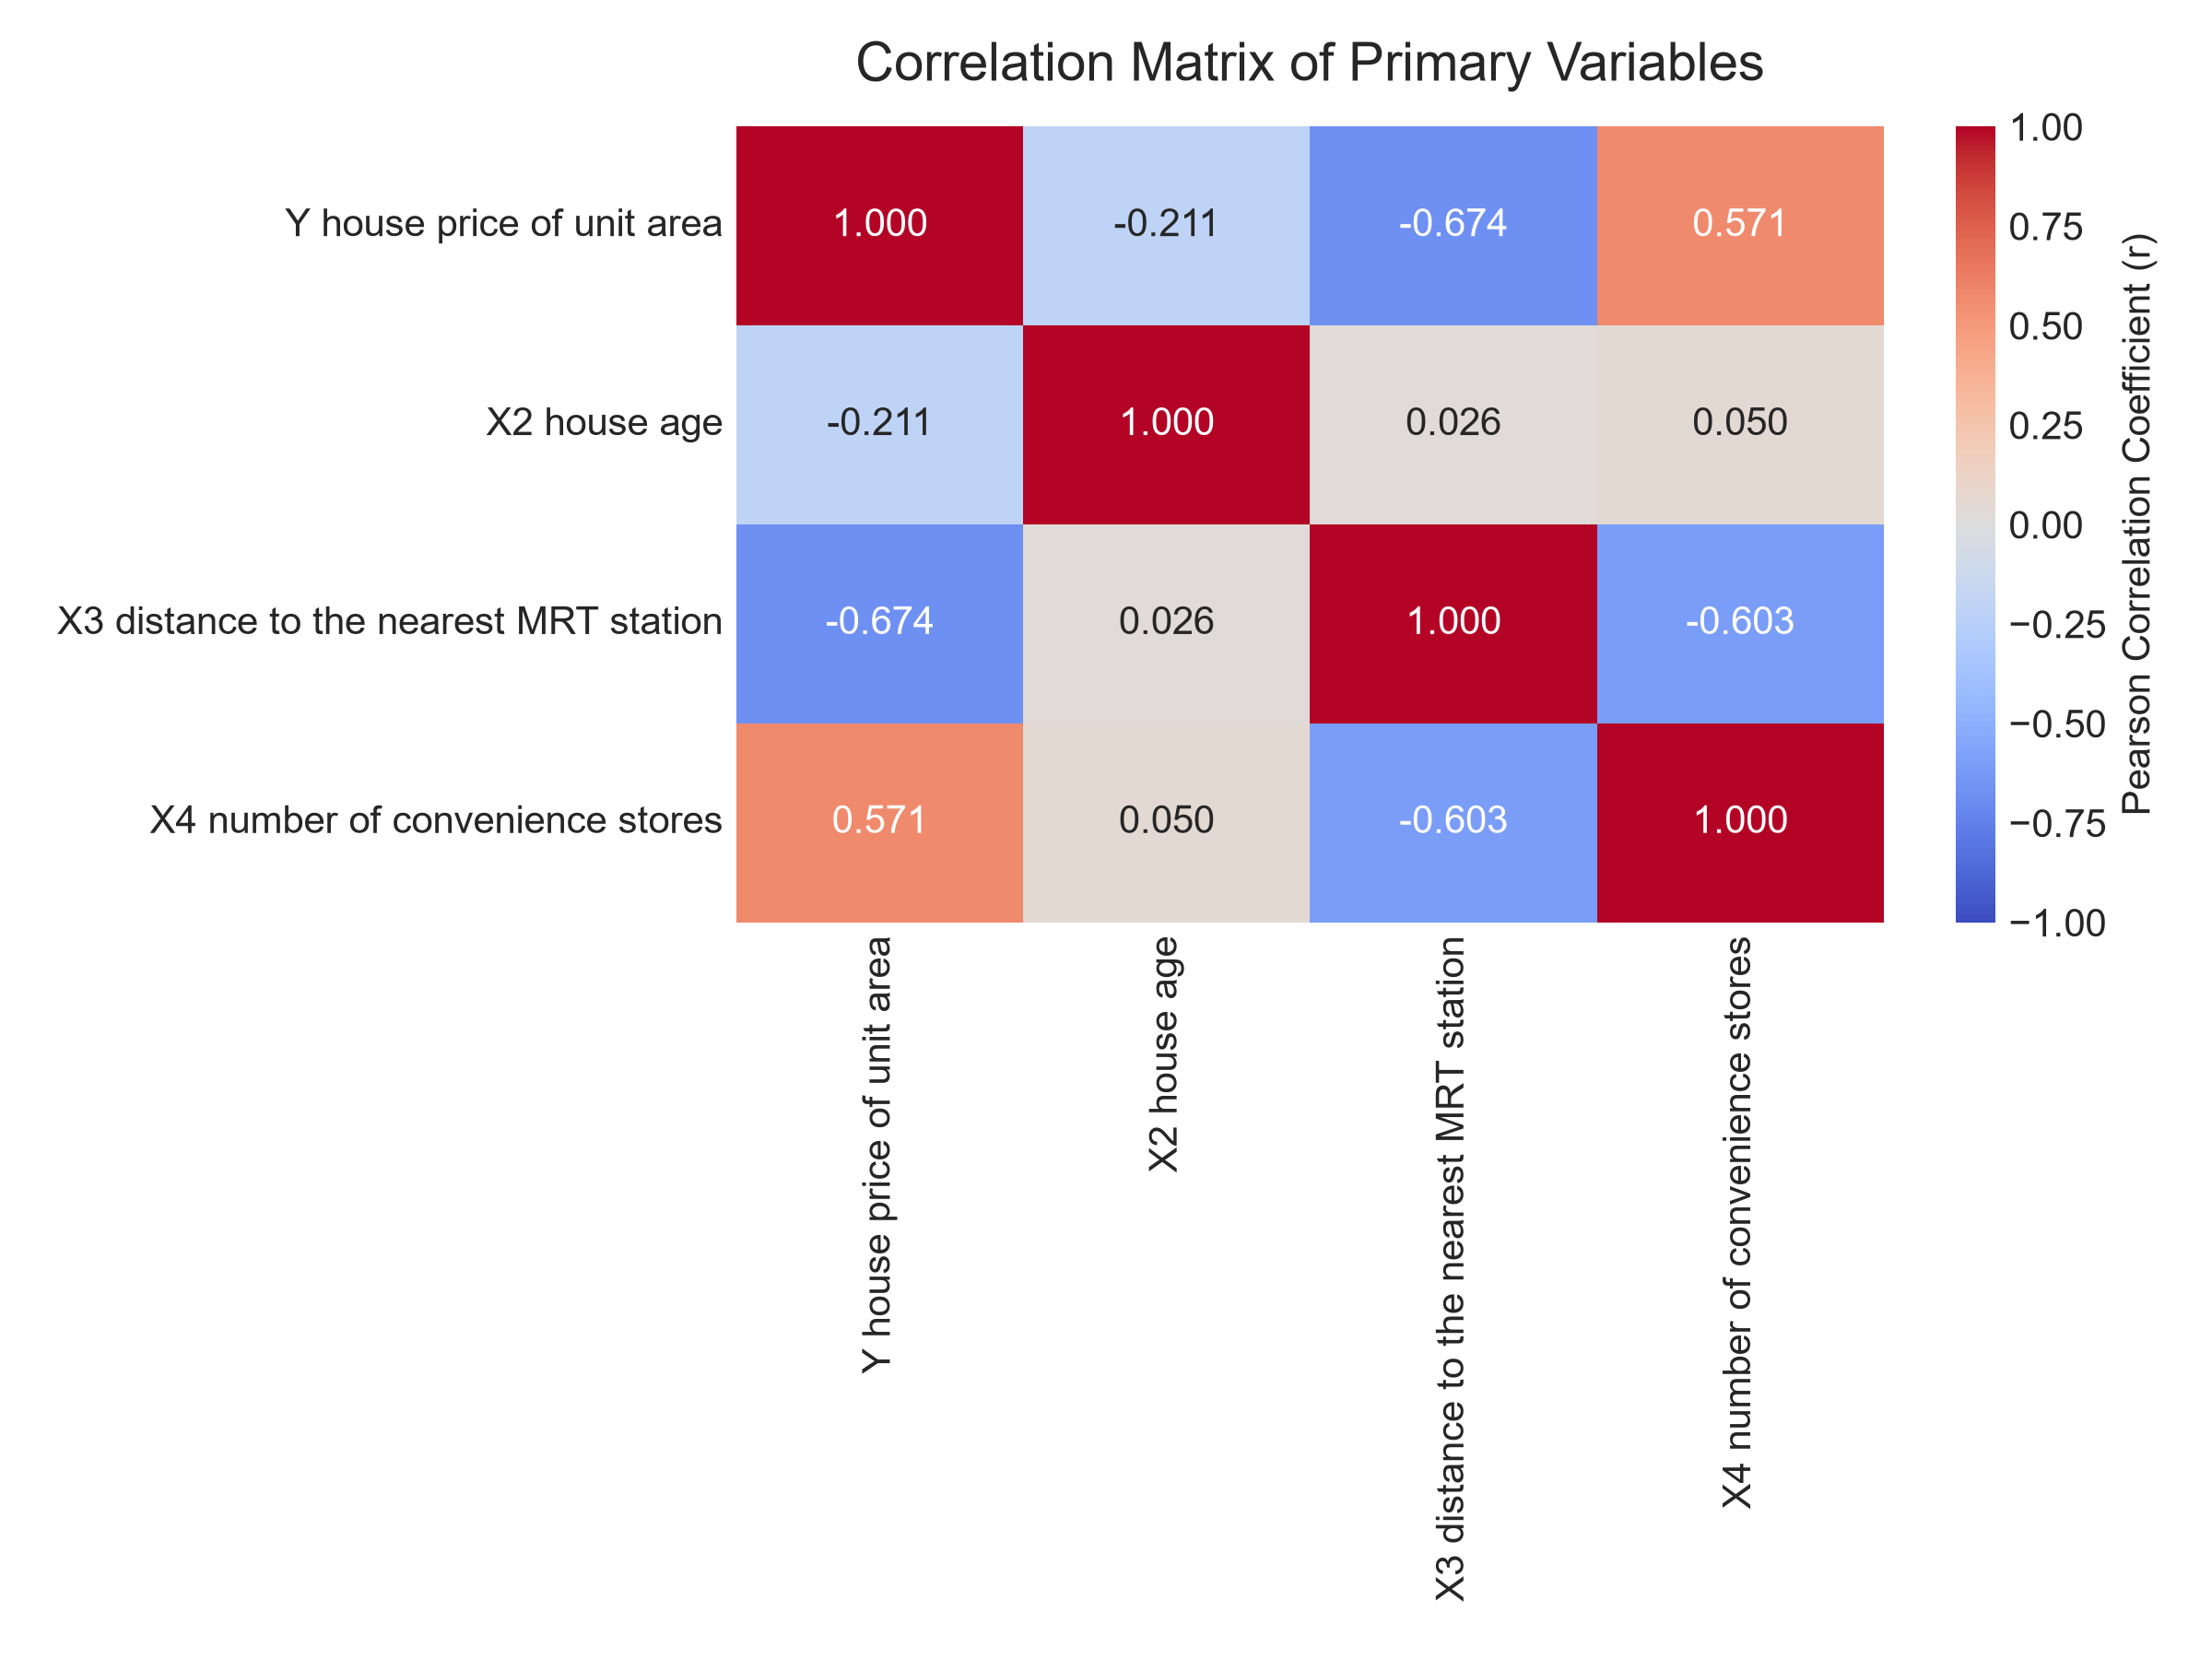 Correlation Matrix of Primary Variables
Y house price of unit area
1.000
-0.211
-0.674
0.571
X2 house age
-0.211
1.000
0.026
0.050
X3 distance to the nearest MRT station
-0.674
0.026
1.000
-0.603
X4 number of convenience stores
0.571
0.050
-0.603
1.000
Y house price of unit area
X2 house age
X3 distance to the nearest MRT station
X4 number of convenience stores
1.00
0.75
0.50
0.25
0.00
−0.25
−0.50
−0.75
−1.00
Pearson Correlation Coefficient (r)